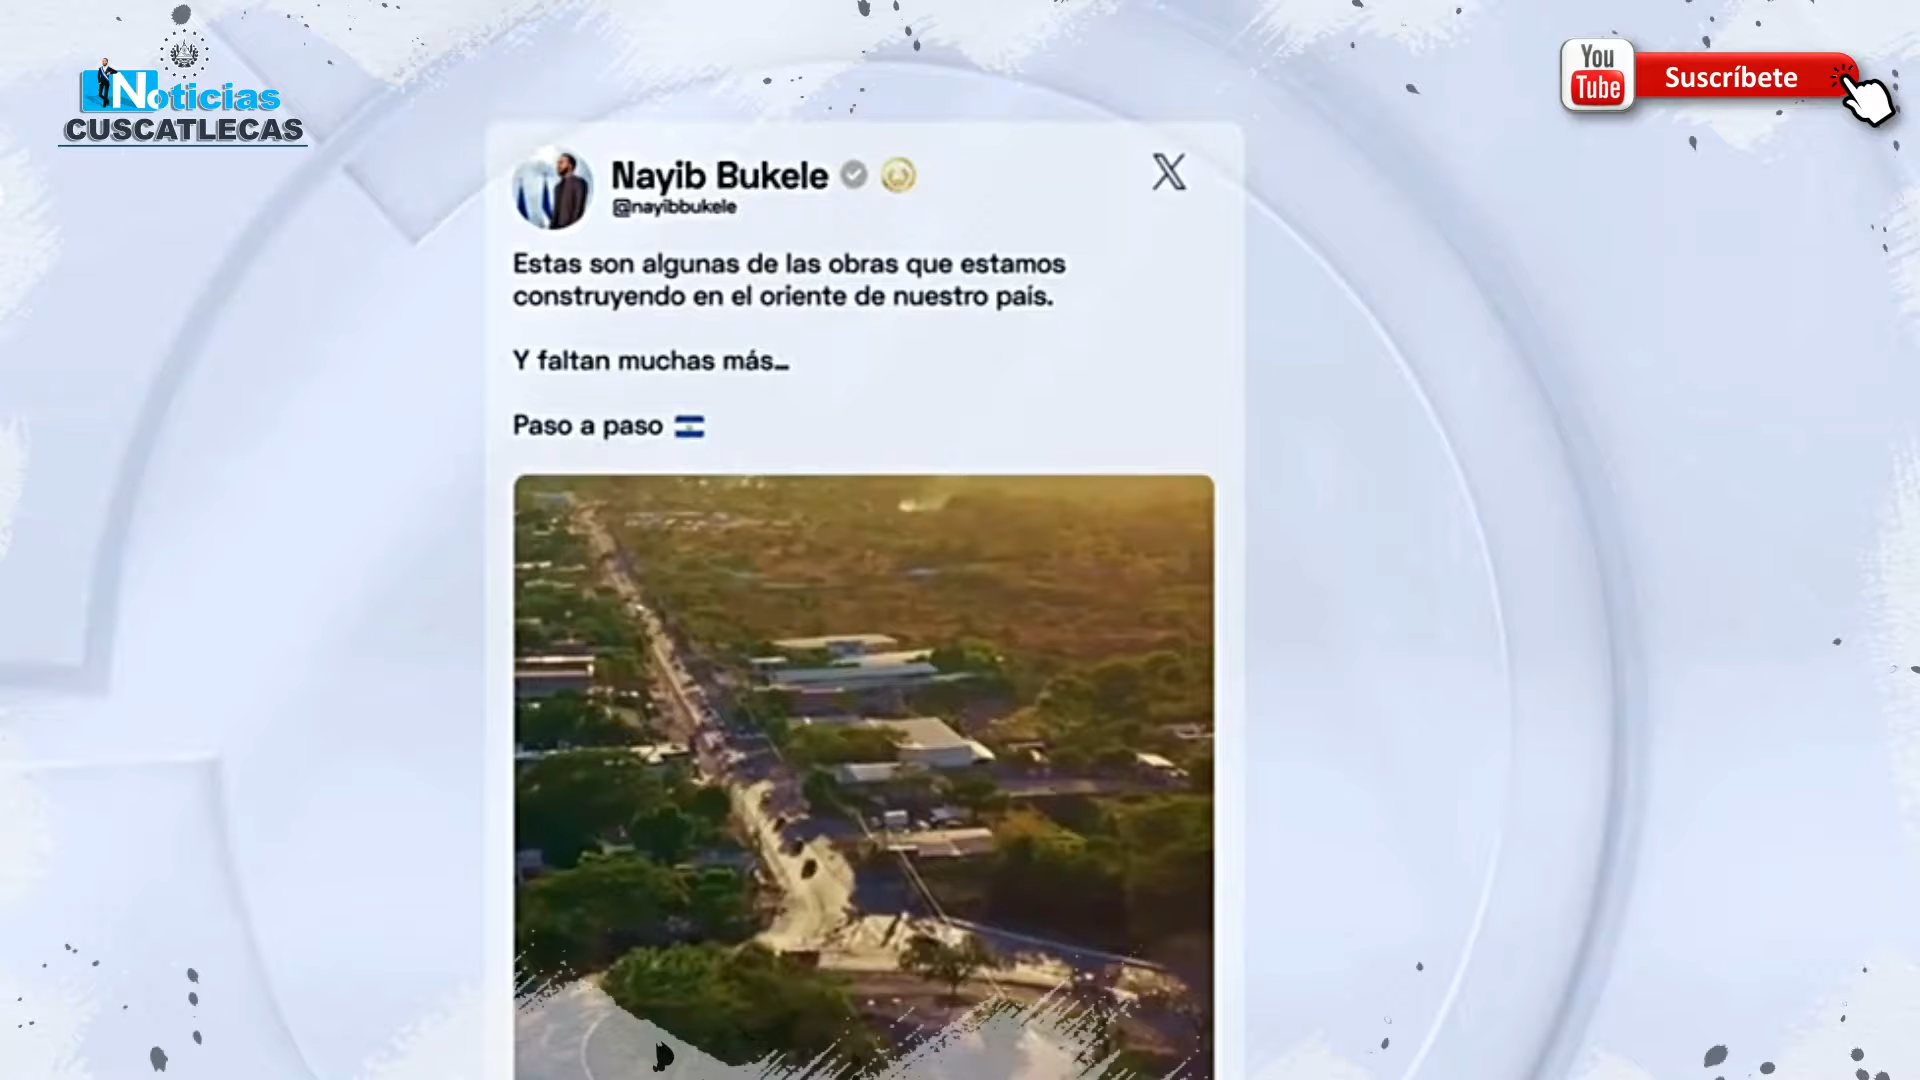 Noticias
CUSCATLECAS
You
Tube
Suscríbete
Nayib Bukele
@nayibbukele
X
Estas son algunas de las obras que estamos
construyendo en el oriente de nuestro país.
Y faltan muchas más...
Paso a paso 🇸🇻